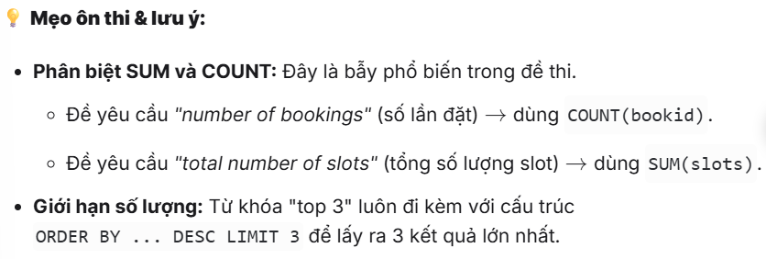 💡 Mẹo ôn thi & lưu ý:
• Phân biệt SUM và COUNT: Đây là bẫy phổ biến trong đề thi.
○ Đề yêu cầu "number of bookings" (số lần đặt) → dùng COUNT(bookid).
○ Đề yêu cầu "total number of slots" (tổng số lượng slot) → dùng SUM(slots).
• Giới hạn số lượng: Từ khóa "top 3" luôn đi kèm với cấu trúc
ORDER BY ... DESC LIMIT 3 để lấy ra 3 kết quả lớn nhất.